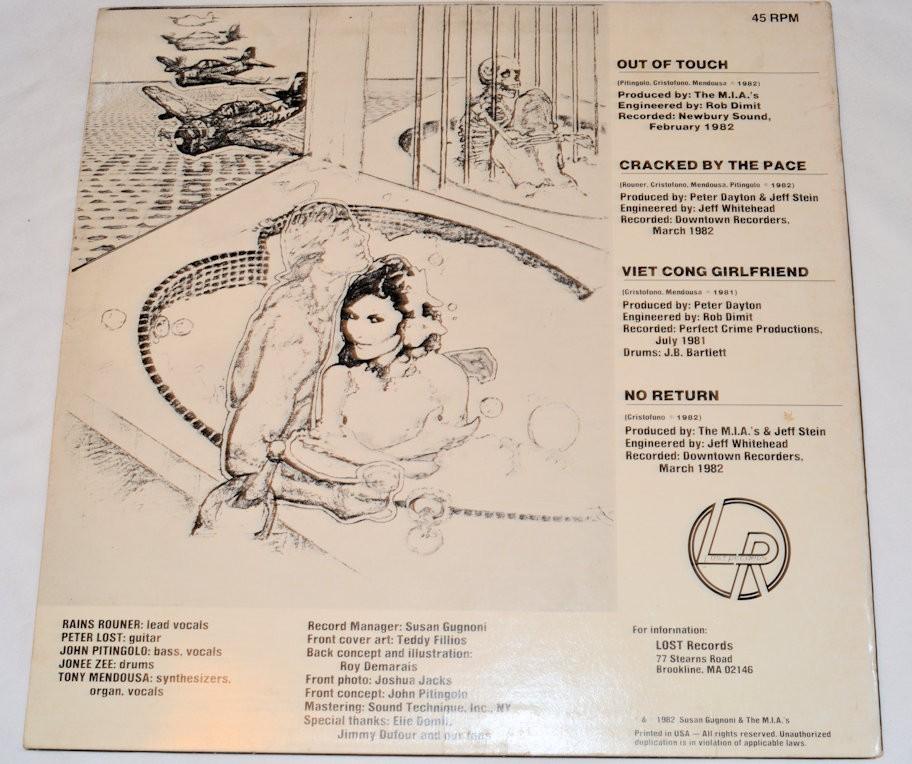 45 RPM
OUT OF TOUCH
(Pitingolo, Cristofono, Mendousa © 1982)
Produced by: The M.I.A.'s
Engineered by: Rob Dimit
Recorded: Newbury Sound,
February 1982
CRACKED BY THE PACE
(Rouner, Cristofono, Mendousa, Pitingolo © 1982)
Produced by: Peter Dayton & Jeff Stein
Engineered by: Jeff Whitehead
Recorded: Downtown Recorders,
March 1982
VIET CONG GIRLFRIEND
(Cristofono, Mendousa © 1981)
Produced by: Peter Dayton
Engineered by: Rob Dimit
Recorded: Perfect Crime Productions,
July 1981
Drums: J.B. Bartlett
NO RETURN
(Cristofono © 1982)
Produced by: The M.I.A.'s & Jeff Stein
Engineered by: Jeff Whitehead
Recorded: Downtown Recorders,
March 1982
LR
RAINS ROUNER: lead vocals
PETER LOST: guitar
JOHN PITINGOLO: bass, vocals
JONEE ZEE: drums
TONY MENDOUSA: synthesizers,
organ, vocals
Record Manager: Susan Gugnoni
Front cover art: Teddy Fillios
Back concept and illustration:
Roy Demarais
Front photo: Joshua Jacks
Front concept: John Pitingolo
Mastering: Sound Technique, Inc., NY
Special thanks: Elie
Jimmy Dufour and our fans
For information:
LOST Records
77 Stearns Road
Brookline, MA 02146
& © 1982 Susan Gugnoni & The M.I.A.'s
Printed in USA — All rights reserved. Unauthorized
duplication is in violation of applicable laws.